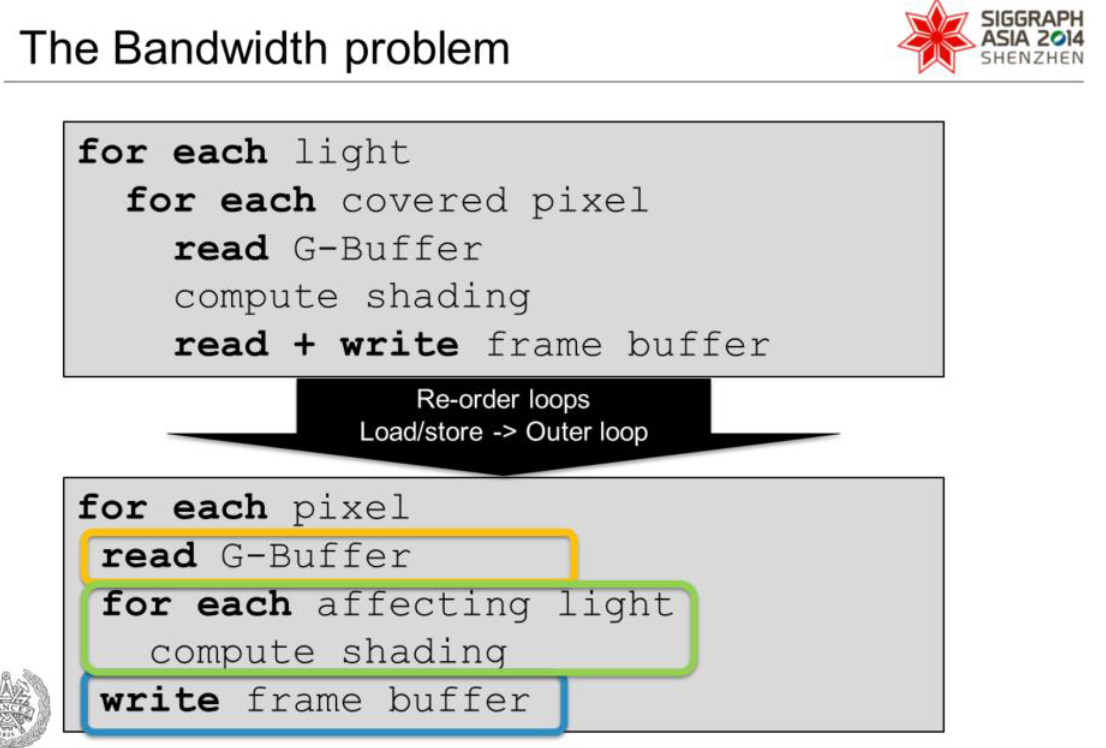 The Bandwidth problem
SIGGRAPH
ASIA 2014
SHENZHEN
for each light
for each covered pixel
read G-Buffer
compute shading
read + write frame buffer
Re-order loops
Load/store -> Outer loop
for each pixel
read G-Buffer
for each affecting light
compute shading
write frame buffer